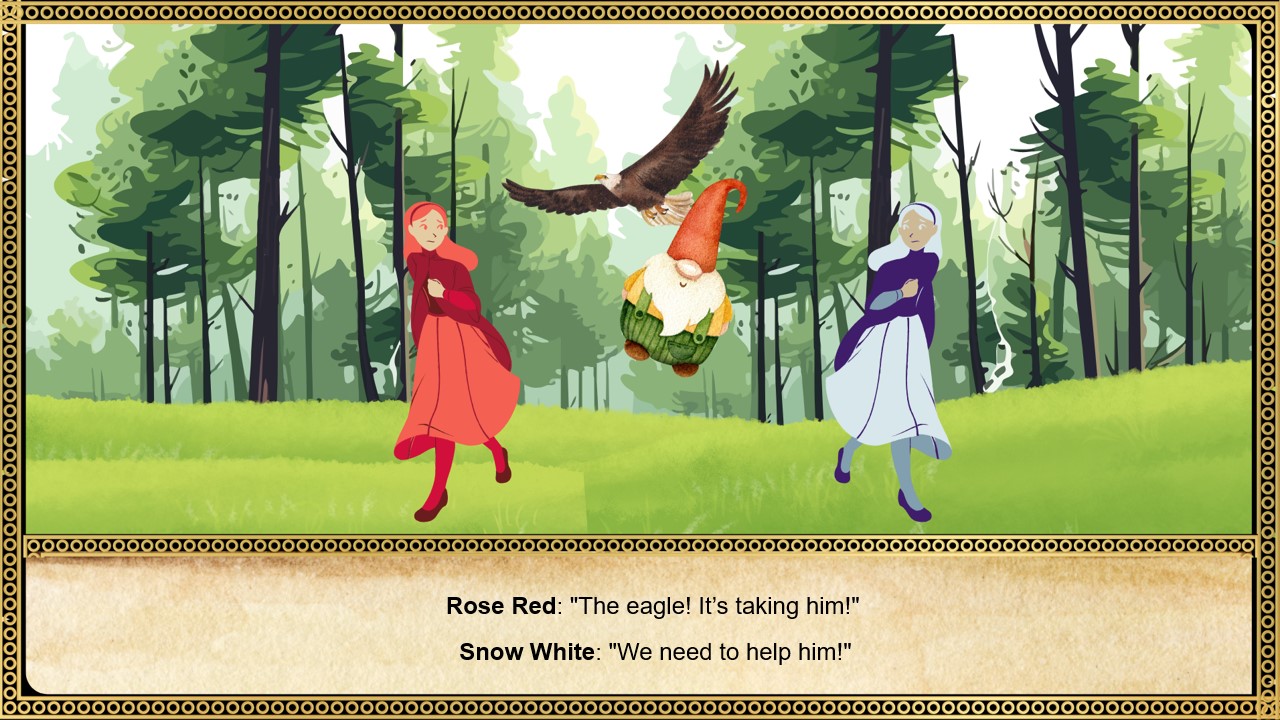 Rose Red: "The eagle! It’s taking him!"
Snow White: "We need to help him!"